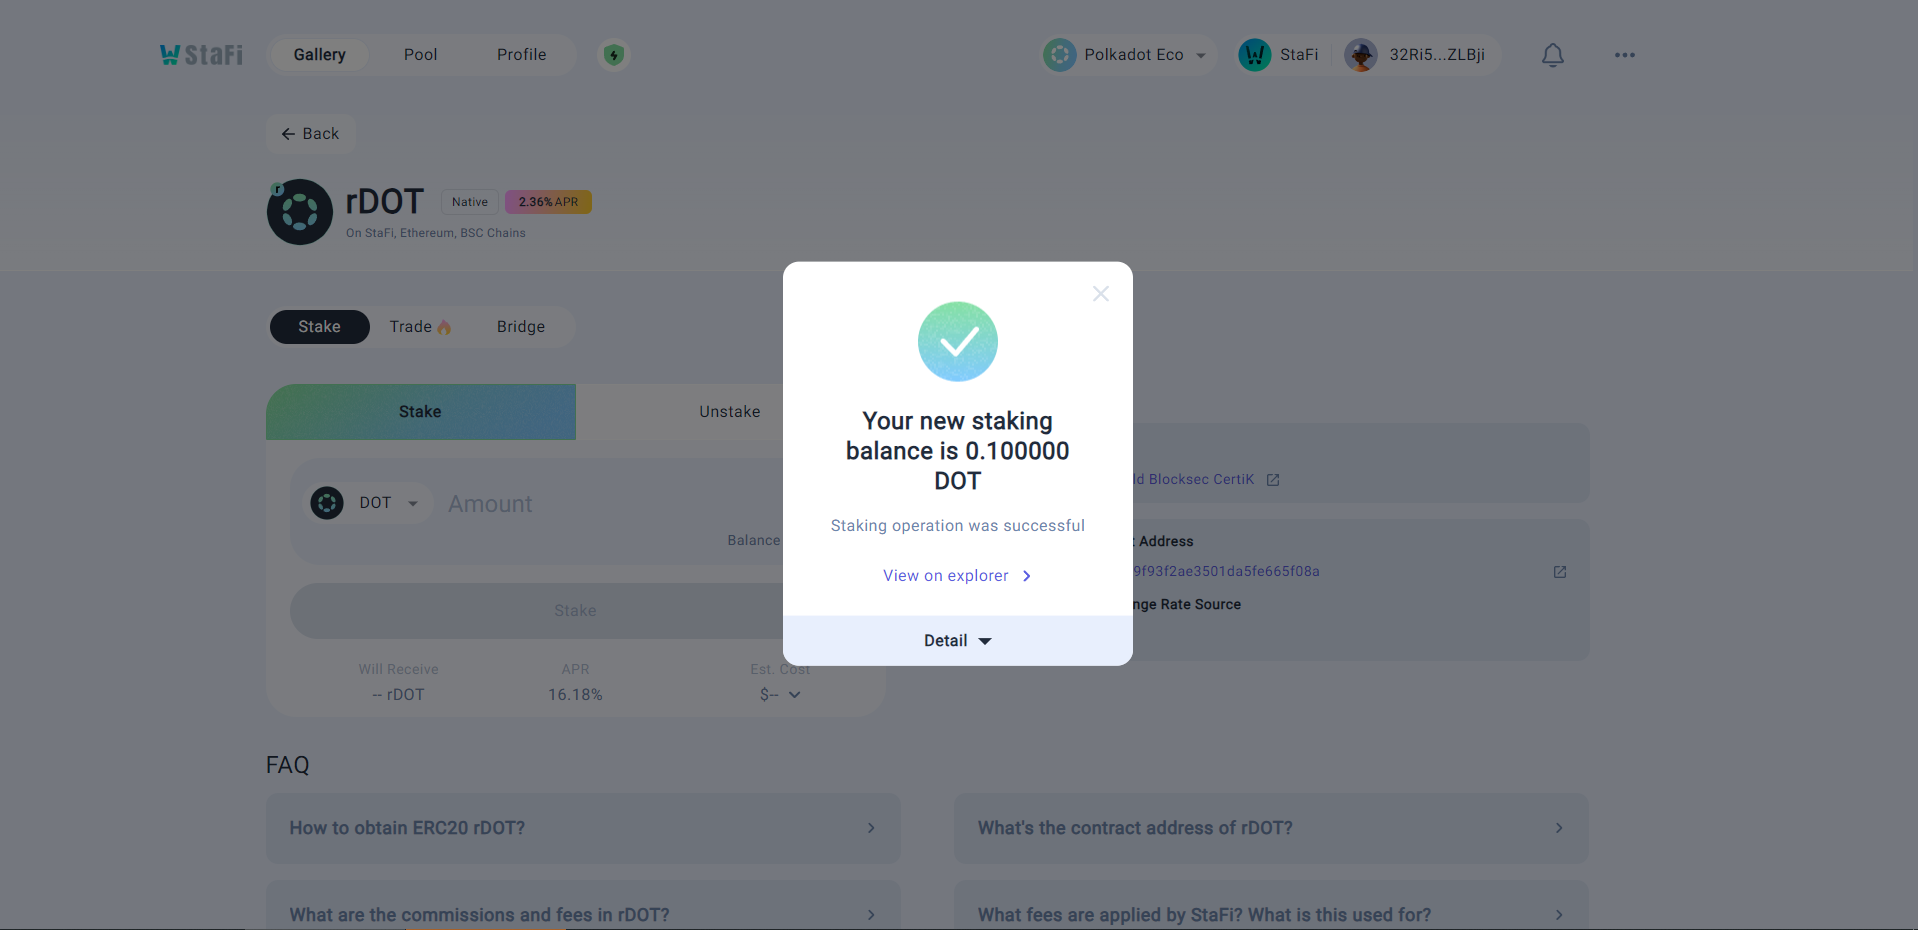 StaFi
Gallery
Pool
Profile
Polkadot Eco
StaFi
32Ri5...ZLBji
Back
r
rDOT
Native
2.36% APR
On StaFi, Ethereum, BSC Chains
Stake
Trade
Bridge
Stake
Unstake
DOT
Amount
Balance
Stake
Will Receive
APR
Est. Cost
-- rDOT
16.18%
$--
Your new staking
balance is 0.100000
DOT
Staking operation was successful
View on explorer
Detail
Blocksec CertiK
Address
9f93f2ae3501da5fe665f08a
Rate Source
FAQ
How to obtain ERC20 rDOT?
What's the contract address of rDOT?
What are the commissions and fees in rDOT?
What fees are applied by StaFi? What is this used for?